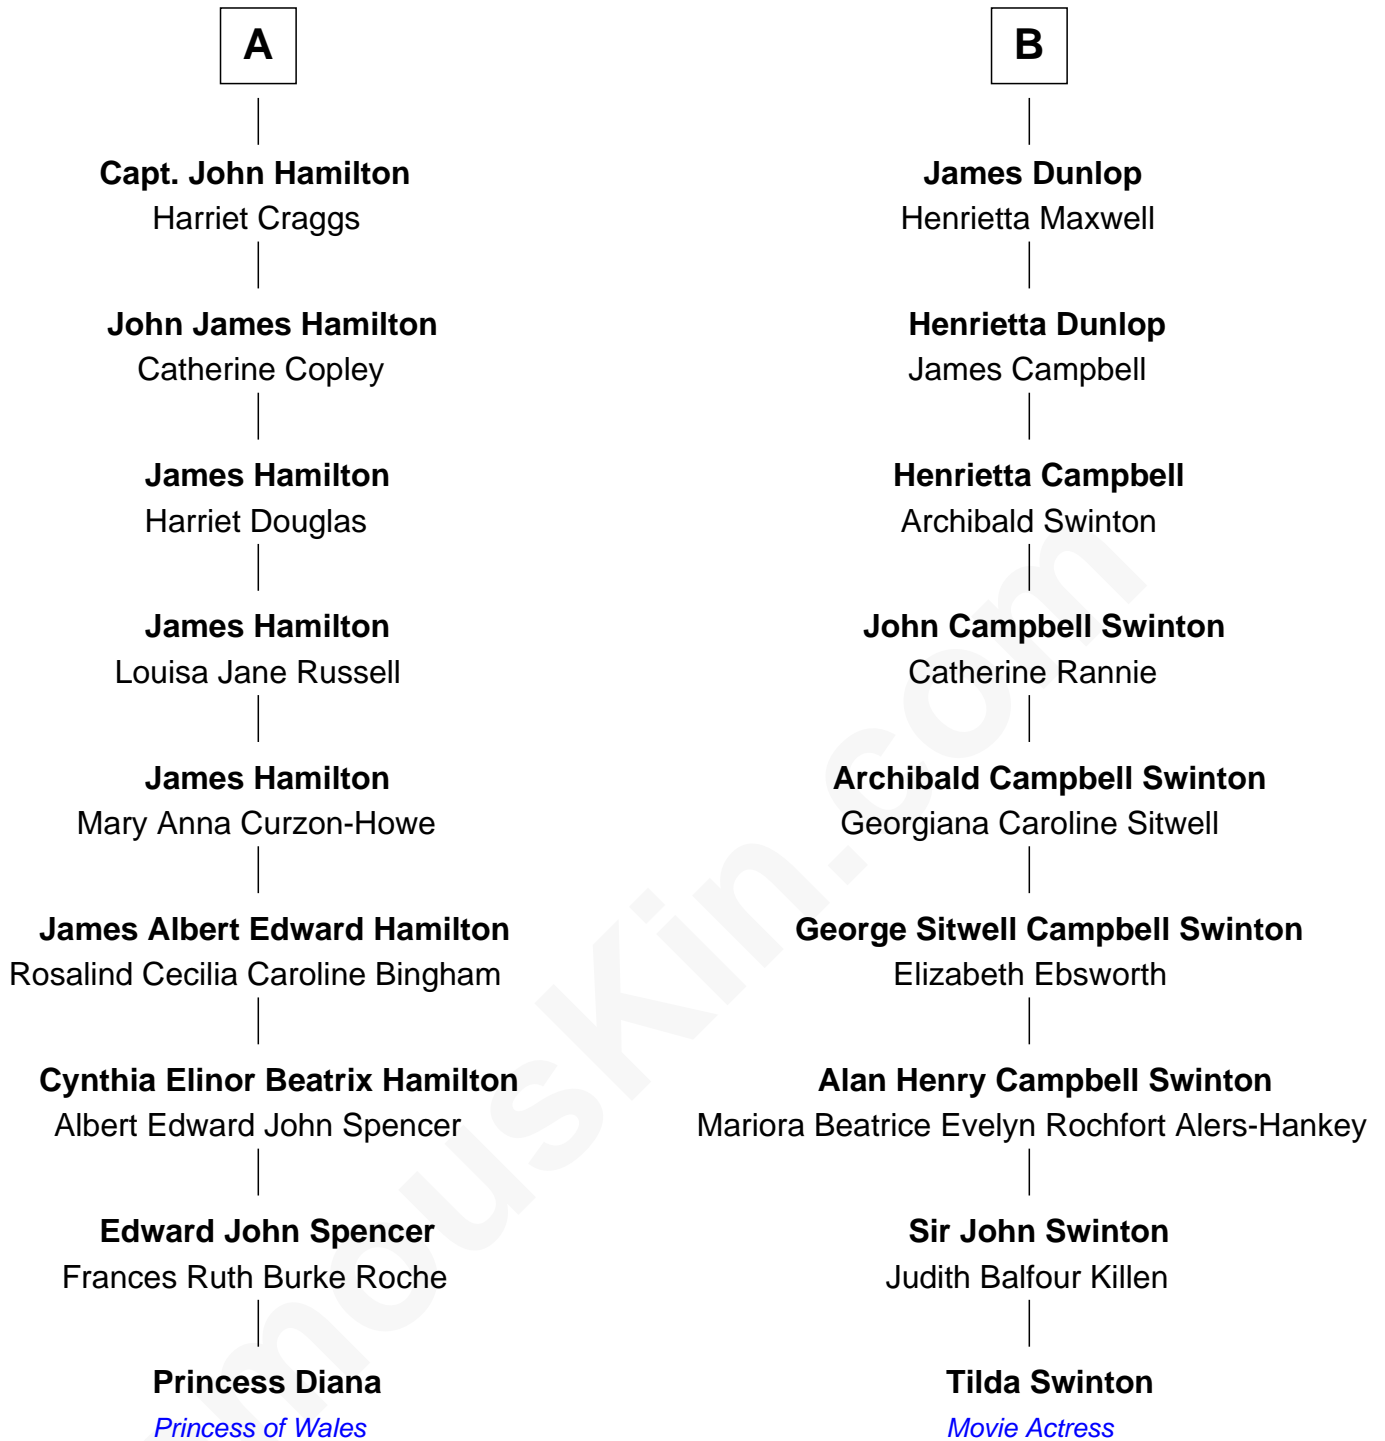 A
Capt. John Hamilton
Harriet Craggs
John James Hamilton
Catherine Copley
James Hamilton
Harriet Douglas
James Hamilton
Louisa Jane Russell
James Hamilton
Mary Anna Curzon-Howe
James Albert Edward Hamilton
Rosalind Cecilia Caroline Bingham
Cynthia Elinor Beatrix Hamilton
Albert Edward John Spencer
Edward John Spencer
Frances Ruth Burke Roche
Princess Diana
Princess of Wales
B
James Dunlop
Henrietta Maxwell
Henrietta Dunlop
James Campbell
Henrietta Campbell
Archibald Swinton
John Campbell Swinton
Catherine Rannie
Archibald Campbell Swinton
Georgiana Caroline Sitwell
George Sitwell Campbell Swinton
Elizabeth Ebsworth
Alan Henry Campbell Swinton
Mariora Beatrice Evelyn Rochfort Alers-Hankey
Sir John Swinton
Judith Balfour Killen
Tilda Swinton
Movie Actress
mousKin.com